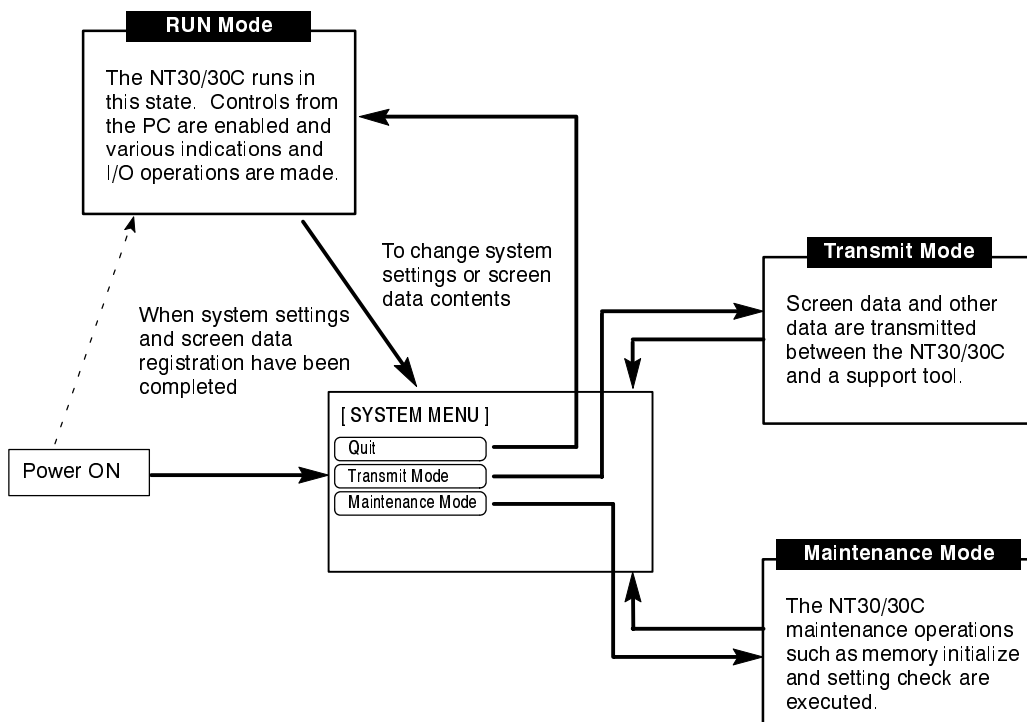 RUN Mode
The NT30/30C runs in
this state. Controls from
the PC are enabled and
various indications and
I/O operations are made.
To change system
settings or screen
data contents
When system settings
and screen data
registration have been
completed
Transmit Mode
Screen data and other
data are transmitted
between the NT30/30C
and a support tool.
Power ON
[ SYSTEM MENU ]
Quit
Transmit Mode
Maintenance Mode
Maintenance Mode
The NT30/30C
maintenance operations
such as memory initialize
and setting check are
executed.